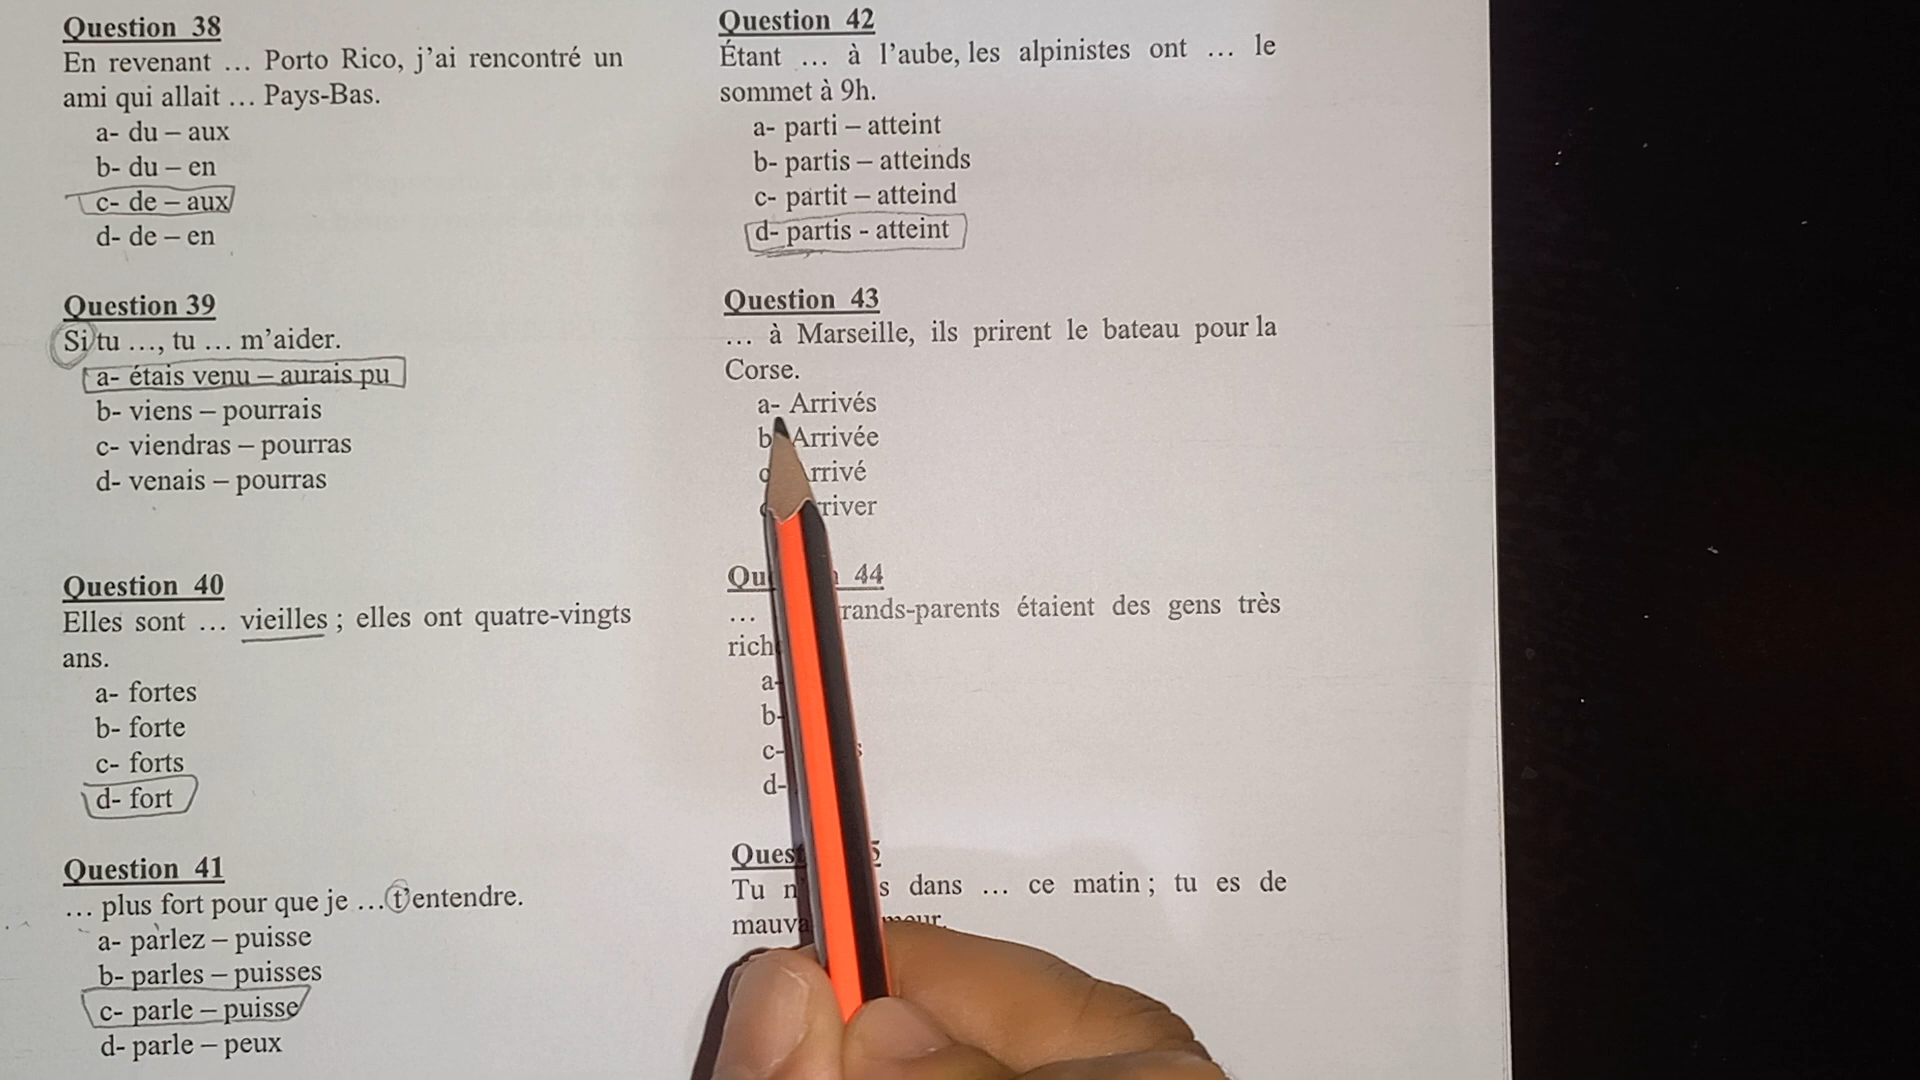 Question 38
En revenant … Porto Rico, j’ai rencontré un
ami qui allait … Pays-Bas.
a- du – aux
b- du – en
c- de – aux
d- de – en
Question 39
Si tu …, tu … m’aider.
a- étais venu – aurais pu
b- viens – pourrais
c- viendras – pourras
d- venais – pourras
Question 40
Elles sont … vieilles ; elles ont quatre-vingts
ans.
a- fortes
b- forte
c- forts
d- fort
Question 41
… plus fort pour que je … t’entendre.
a- parlez – puisse
b- parles – puisses
c- parle – puisse
d- parle – peux
Question 42
Étant … à l’aube, les alpinistes ont … le
sommet à 9h.
a- parti – atteint
b- partis – atteinds
c- partit – atteind
d- partis - atteint
Question 43
… à Marseille, ils prirent le bateau pour la
Corse.
a- Arrivés
b Arrivée
rrivé
river
44
… rands-parents étaient des gens très
rich
a-
b-
c-
d-
Tu dans … ce matin ; tu es de